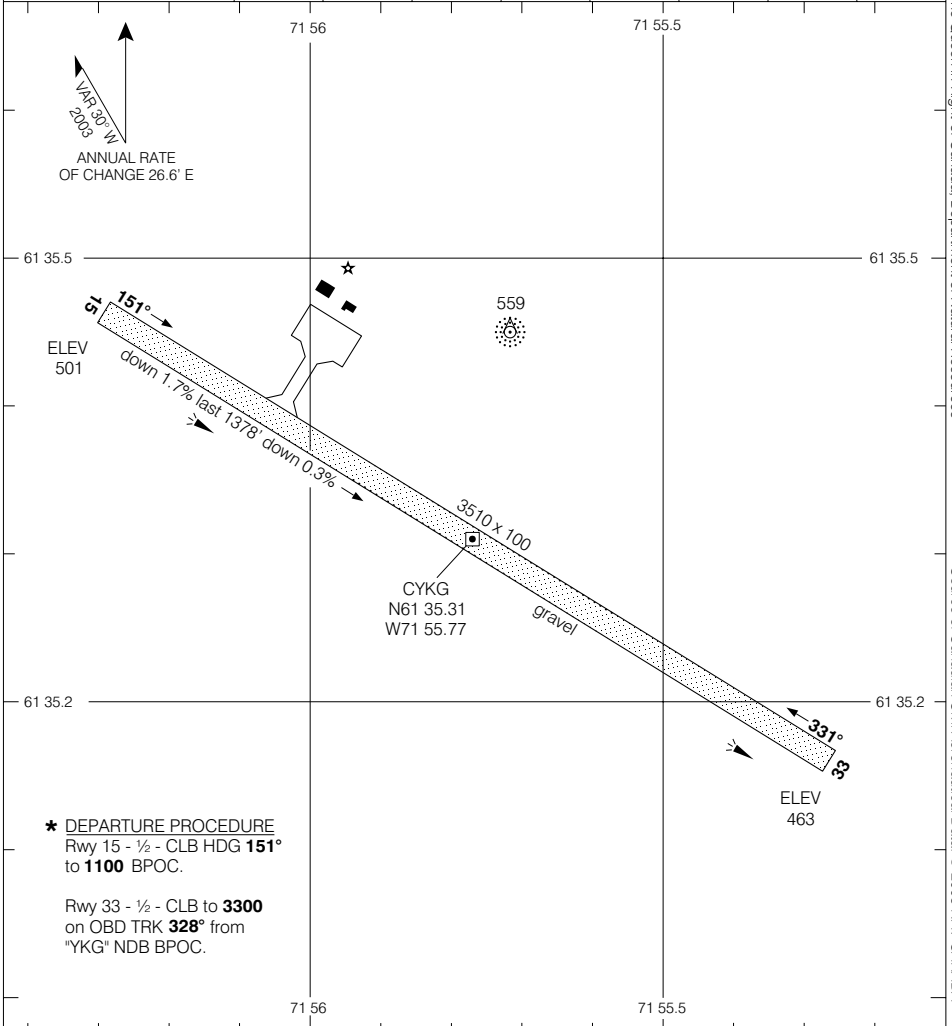 71 56
71 55.5
VAR 30° W
2003
ANNUAL RATE
OF CHANGE 26.6' E
61 35.5
61 35.5
559
15
151°
ELEV
501
down 1.7% last 1378' down 0.3%
3510 x 100
CYKG
N61 35.31
W71 55.77
gravel
61 35.2
61 35.2
331°
33
ELEV
463
* DEPARTURE PROCEDURE
Rwy 15 - ½ - CLB HDG 151°
to 1100 BPOC.
Rwy 33 - ½ - CLB to 3300
on OBD TRK 328° from
"YKG" NDB BPOC.
71 56
71 55.5